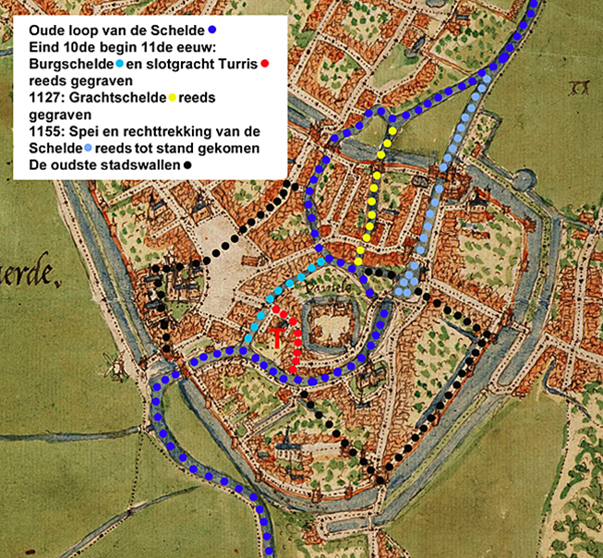 Oude loop van de Schelde
Eind 10de begin 11de eeuw:
Burgschelde en slotgracht Turris
reeds gegraven
1127: Grachtschelde reeds
gegraven
1155: Spei en rechttrekking van de
Schelde reeds tot stand gekomen
De oudste stadswallen
aerde.
T